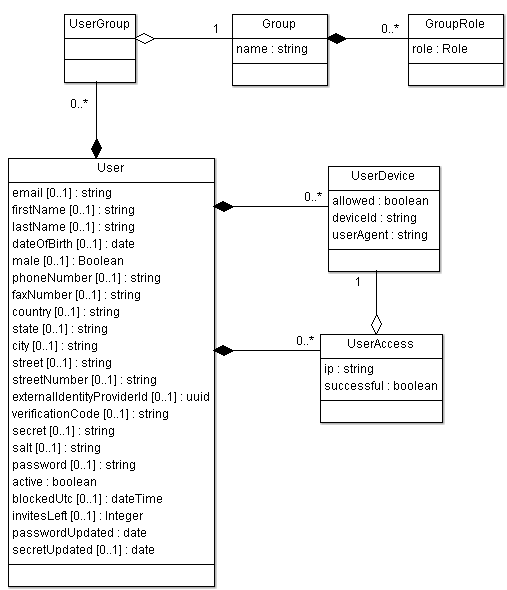 UserGroup
1
Group
name : string
0..*
GroupRole
role : Role
0..*
User
email [0..1] : string
firstName [0..1] : string
lastName [0..1] : string
dateOfBirth [0..1] : date
male [0..1] : Boolean
phoneNumber [0..1] : string
faxNumber [0..1] : string
country [0..1] : string
state [0..1] : string
city [0..1] : string
street [0..1] : string
streetNumber [0..1] : string
externalIdentityProviderId [0..1] : uuid
verificationCode [0..1] : string
secret [0..1] : string
salt [0..1] : string
password [0..1] : string
active : boolean
blockedUtc [0..1] : dateTime
invitesLeft [0..1] : Integer
passwordUpdated : date
secretUpdated [0..1] : date
0..*
UserDevice
allowed : boolean
deviceId : string
userAgent : string
1
0..*
UserAccess
ip : string
successful : boolean